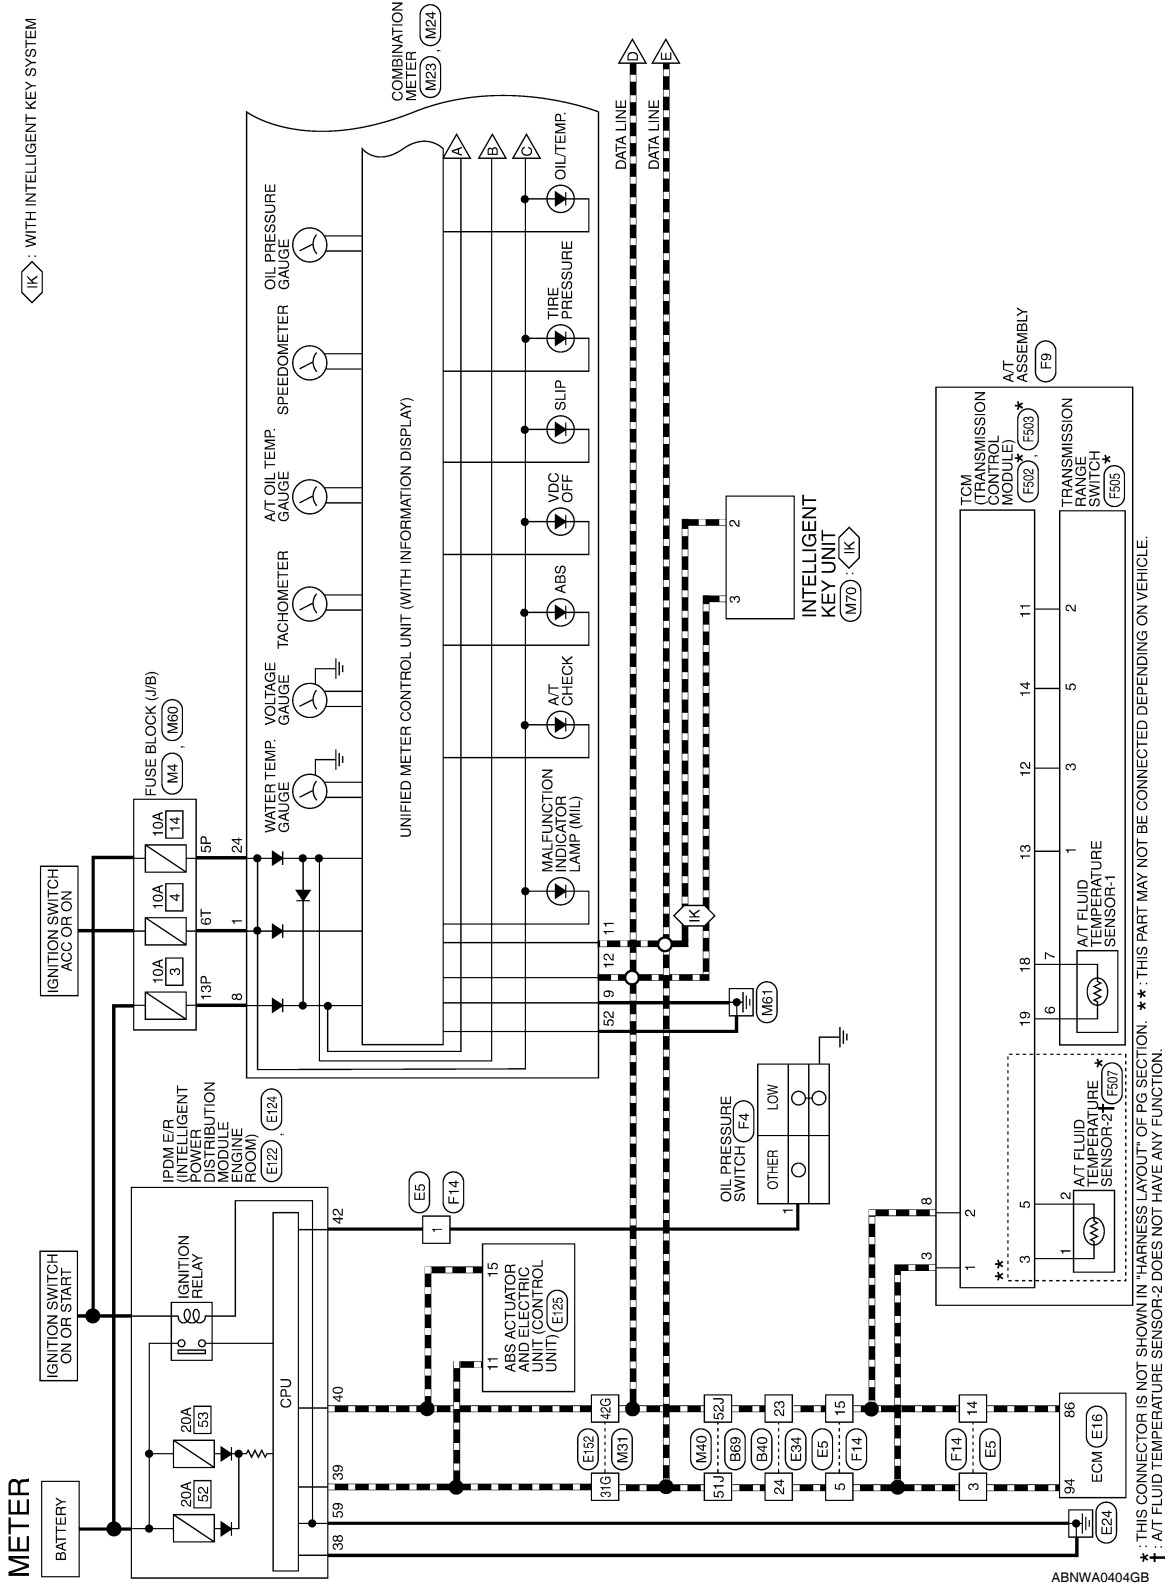 METER
IK : WITH INTELLIGENT KEY SYSTEM
BATTERY
IGNITION SWITCH
ON OR START
IGNITION SWITCH
ACC OR ON
FUSE BLOCK (J/B)
M4 , M60
10A
3
10A
4
10A
14
13P
6T
5P
8
1
24
IPDM E/R
(INTELLIGENT
POWER
DISTRIBUTION
MODULE
ENGINE
ROOM)
E122 , E124
20A
52
20A
53
IGNITION
RELAY
CPU
38
59
39
40
42
COMBINATION
METER
M23 , M24
WATER TEMP.
GAUGE
VOLTAGE
GAUGE
TACHOMETER
A/T OIL TEMP.
GAUGE
SPEEDOMETER
OIL PRESSURE
GAUGE
UNIFIED METER CONTROL UNIT (WITH INFORMATION DISPLAY)
A
B
C
MALFUNCTION
INDICATOR
LAMP (MIL)
A/T
CHECK
ABS
VDC
OFF
SLIP
TIRE
PRESSURE
OIL/TEMP.
52
9
12
11
M61
DATA LINE
D
DATA LINE
E
IK
3
2
INTELLIGENT
KEY UNIT
M70 : IK
E5
1
F14
OIL PRESSURE
SWITCH F4
OTHER
LOW
1
11
15
ABS ACTUATOR
AND ELECTRIC
UNIT (CONTROL
UNIT) E125
31G
E152
42G
M31
51J
M40
52J
B69
24
B40
23
E34
5
E5
15
F14
3
F14
14
E5
94
86
ECM E16
E24
3
8
1
2
A/T
ASSEMBLY
F9
TCM
(TRANSMISSION
CONTROL
MODULE)
F502 * , F503 *
TRANSMISSION
RANGE
SWITCH
F505 *
3
5
19
18
13
12
14
11
1
2
6
7
1
3
5
2
**
A/T FLUID
TEMPERATURE
SENSOR-2† F507 *
A/T FLUID
TEMPERATURE
SENSOR-1
* : THIS CONNECTOR IS NOT SHOWN IN "HARNESS LAYOUT" OF PG SECTION. ** : THIS PART MAY NOT BE CONNECTED DEPENDING ON VEHICLE.
† : A/T FLUID TEMPERATURE SENSOR-2 DOES NOT HAVE ANY FUNCTION.
ABNWA0404GB